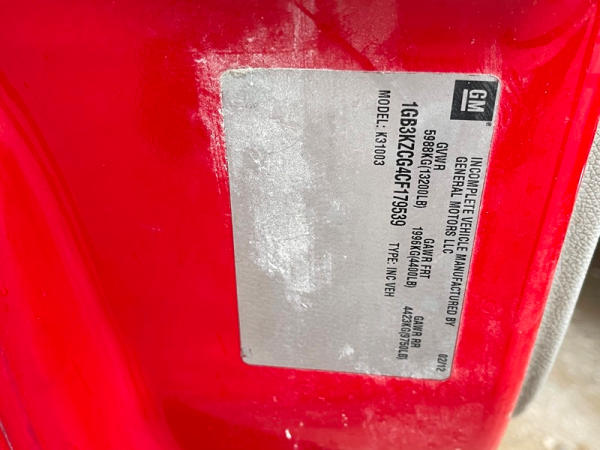 GM
INCOMPLETE VEHICLE MANUFACTURED BY
GENERAL MOTORS LLC 02/12
GVWR GAWR FRT GAWR RR
5988KG(13200LB) 1996KG(4400LB) 4423KG(9750LB)
1GB3KZCG4CF179539 TYPE: INC VEH
MODEL: K31003